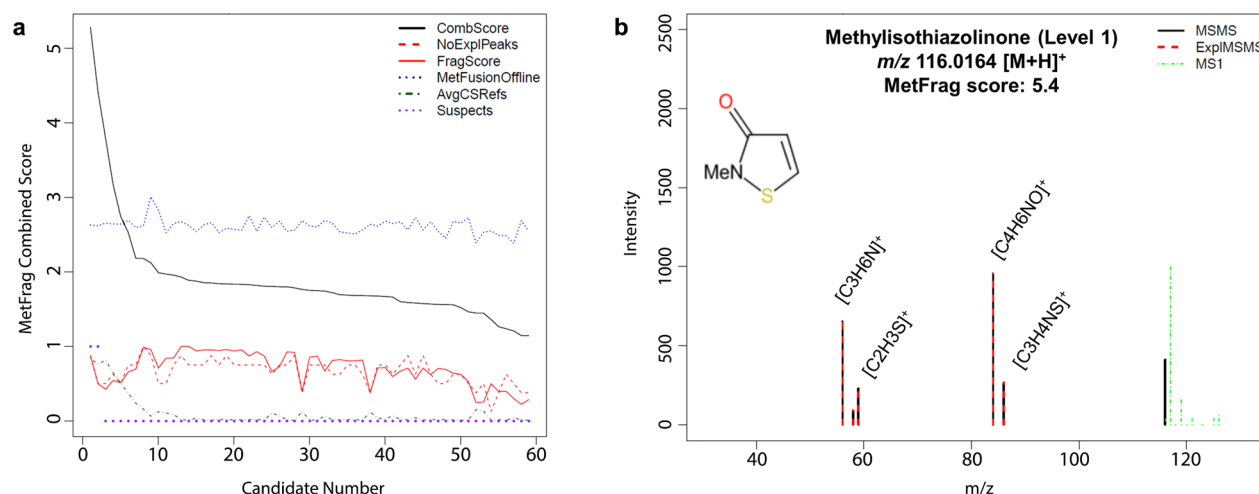 a
MetFrag Combined Score
5
4
3
2
1
0
CombScore
NoExplPeaks
FragScore
MetFusionOffline
AvgCSRefs
Suspects
0 10 20 30 40 50 60
Candidate Number
b
Intensity
2500
2000
1500
1000
500
0
Methylisothiazolinone (Level 1)
m/z 116.0164 [M+H]+
MetFrag score: 5.4
MSMS
ExplMSMS
MS1
O
MeN
S
[C3H6N]+
[C2H3S]+
[C4H6NO]+
[C3H4NS]+
40 60 80 100 120
m/z